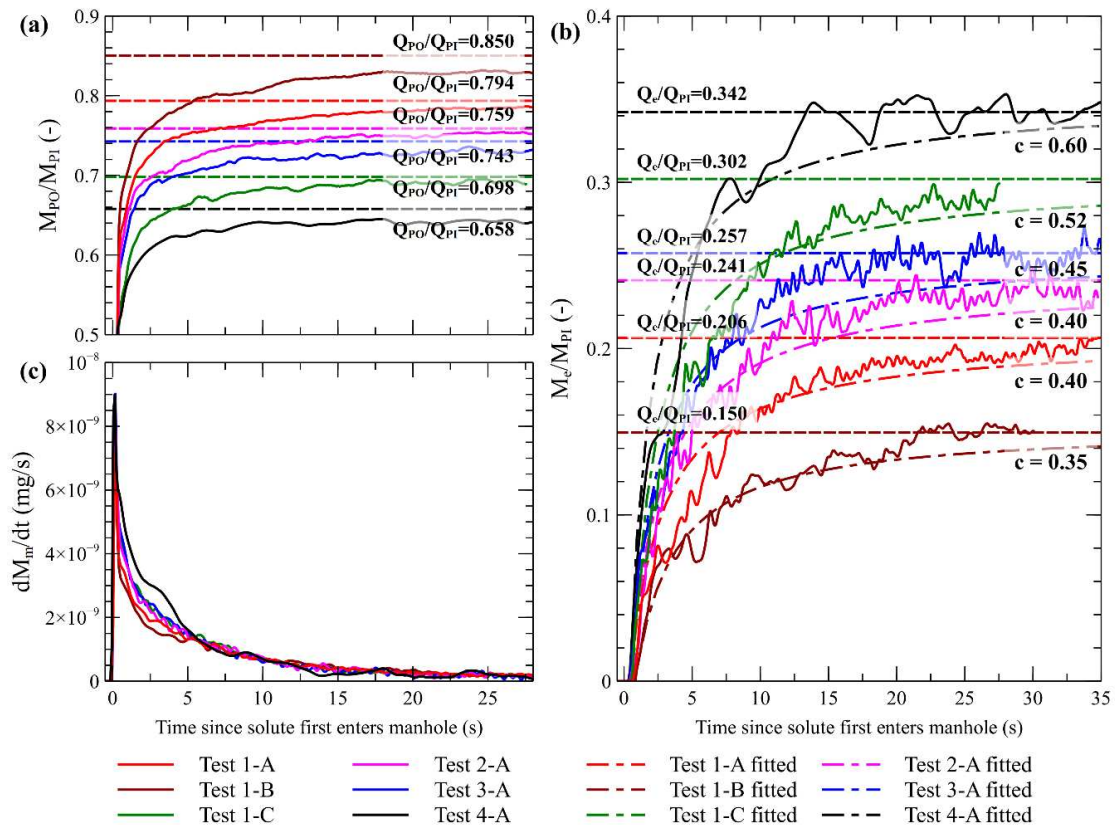 (a)
0.9
0.8
0.7
0.6
0.5
M_PO/M_PI (-)
Q_PO/Q_PI=0.850
Q_PO/Q_PI=0.794
Q_PO/Q_PI=0.759
Q_PO/Q_PI=0.743
Q_PO/Q_PI=0.698
Q_PO/Q_PI=0.658
0 5 10 15 20 25
(b)
0.4
0.3
0.2
0.1
0
M_e/M_PI (-)
Q_e/Q_PI=0.342
Q_e/Q_PI=0.302
Q_e/Q_PI=0.257
Q_e/Q_PI=0.241
Q_e/Q_PI=0.206
Q_e/Q_PI=0.150
c = 0.60
c = 0.52
c = 0.45
c = 0.40
c = 0.40
c = 0.35
0 5 10 15 20 25 30 35
Time since solute first enters manhole (s)
(c)
10⁻⁸
8×10⁻⁹
6×10⁻⁹
4×10⁻⁹
2×10⁻⁹
0
dM_m/dt (mg/s)
0 5 10 15 20 25
Time since solute first enters manhole (s)
Test 1-A
Test 1-B
Test 1-C
Test 2-A
Test 3-A
Test 4-A
Test 1-A fitted
Test 1-B fitted
Test 1-C fitted
Test 2-A fitted
Test 3-A fitted
Test 4-A fitted